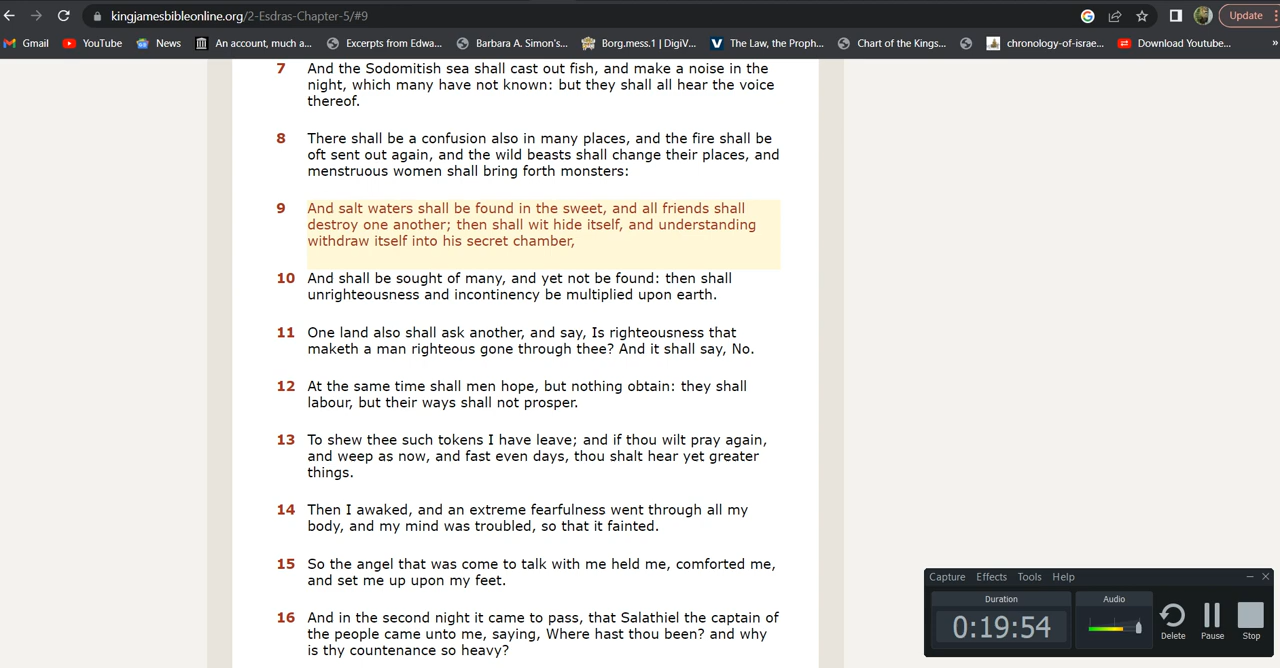 kingjamesbibleonline.org/2-Esdras-Chapter-5/#9
Update
Gmail YouTube News An account, much a... Excerpts from Edwa... Barbara A. Simon's... Borg.mess.1 | DigiV... The Law, the Proph... Chart of the Kings... chronology-of-israe... Download Youtube... »
7 And the Sodomitish sea shall cast out fish, and make a noise in the
night, which many have not known: but they shall all hear the voice
thereof.
8 There shall be a confusion also in many places, and the fire shall be
oft sent out again, and the wild beasts shall change their places, and
menstruous women shall bring forth monsters:
9 And salt waters shall be found in the sweet, and all friends shall
destroy one another; then shall wit hide itself, and understanding
withdraw itself into his secret chamber,
10 And shall be sought of many, and yet not be found: then shall
unrighteousness and incontinency be multiplied upon earth.
11 One land also shall ask another, and say, Is righteousness that
maketh a man righteous gone through thee? And it shall say, No.
12 At the same time shall men hope, but nothing obtain: they shall
labour, but their ways shall not prosper.
13 To shew thee such tokens I have leave; and if thou wilt pray again,
and weep as now, and fast even days, thou shalt hear yet greater
things.
14 Then I awaked, and an extreme fearfulness went through all my
body, and my mind was troubled, so that it fainted.
15 So the angel that was come to talk with me held me, comforted me,
and set me up upon my feet.
16 And in the second night it came to pass, that Salathiel the captain of
the people came unto me, saying, Where hast thou been? and why
is thy countenance so heavy?
Capture Effects Tools Help
Duration Audio
0:19:54
Delete Pause Stop